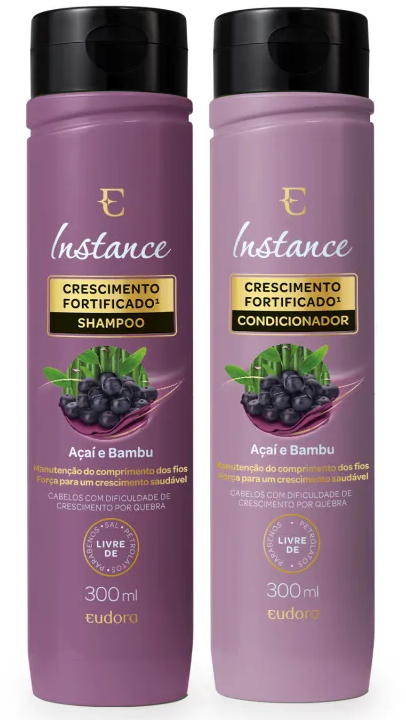 E
Instance
CRESCIMENTO
FORTIFICADO¹
SHAMPOO
Açaí e Bambu
Manutenção do comprimento dos fios
Força para um crescimento saudável
CABELOS COM DIFICULDADE DE
CRESCIMENTO POR QUEBRA
LIVRE
DE
PARABENOS • SAL • PETROLATOS
300 ml
eudora
E
Instance
CRESCIMENTO
FORTIFICADO¹
CONDICIONADOR
Açaí e Bambu
Manutenção do comprimento dos fios
Força para um crescimento saudável
CABELOS COM DIFICULDADE DE
CRESCIMENTO POR QUEBRA
LIVRE
DE
PARABENOS • PETROLATOS
300 ml
eudora